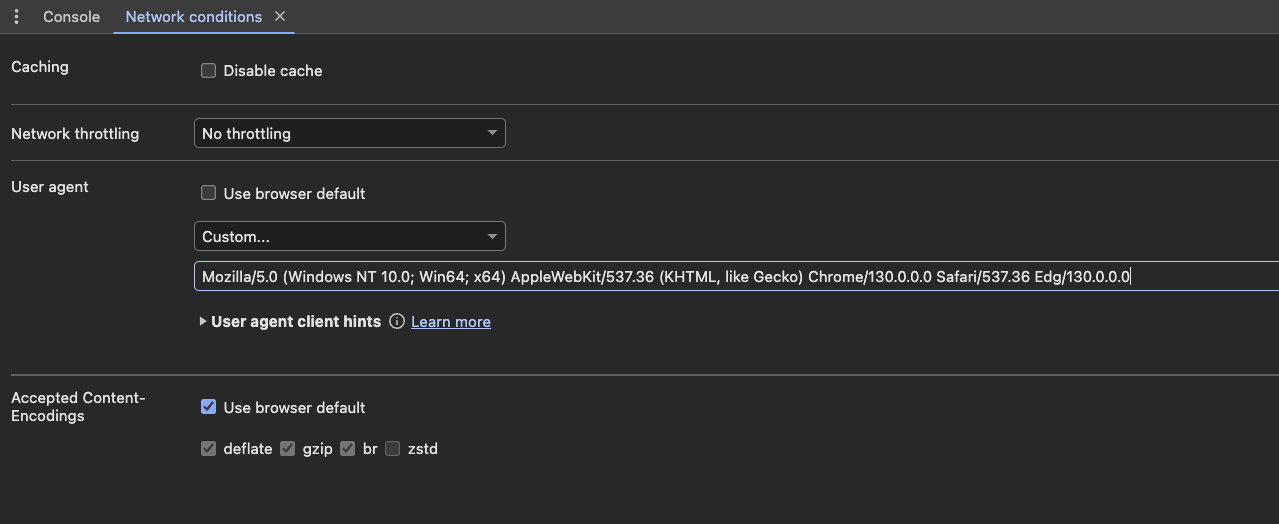 Console Network conditions
Caching Disable cache
Network throttling No throttling
User agent Use browser default
Custom...
Mozilla/5.0 (Windows NT 10.0; Win64; x64) AppleWebKit/537.36 (KHTML, like Gecko) Chrome/130.0.0.0 Safari/537.36 Edg/130.0.0.0
User agent client hints Learn more
Accepted Content-
Encodings
Use browser default
deflate gzip br zstd